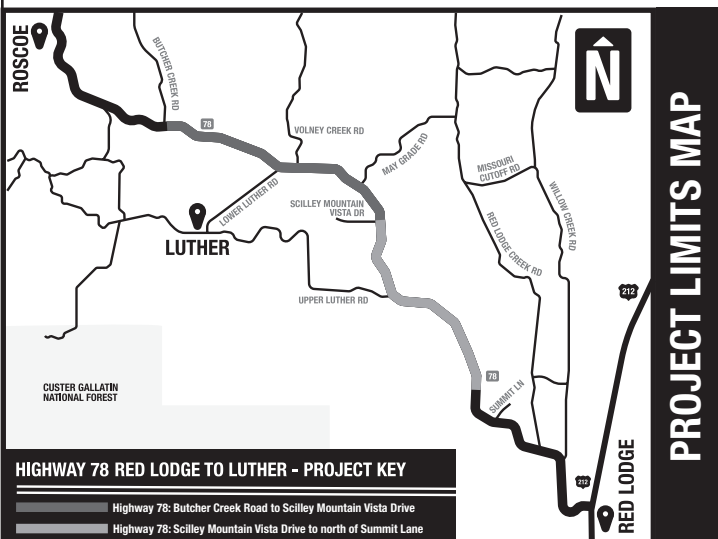 ROSCOE
BUTCHER CREEK RD
78
N
VOLNEY CREEK RD
MAY GRADE RD
MISSOURI
CUTOFF RD
WILLOW CREEK RD
LOWER LUTHER RD
SCILLEY MOUNTAIN
VISTA DR
RED LODGE CREEK RD
LUTHER
UPPER LUTHER RD
212
PROJECT LIMITS MAP
78
SUMMIT LN
CUSTER GALLATIN
NATIONAL FOREST
212
RED LODGE
HIGHWAY 78 RED LODGE TO LUTHER - PROJECT KEY
Highway 78: Butcher Creek Road to Scilley Mountain Vista Drive
Highway 78: Scilley Mountain Vista Drive to north of Summit Lane